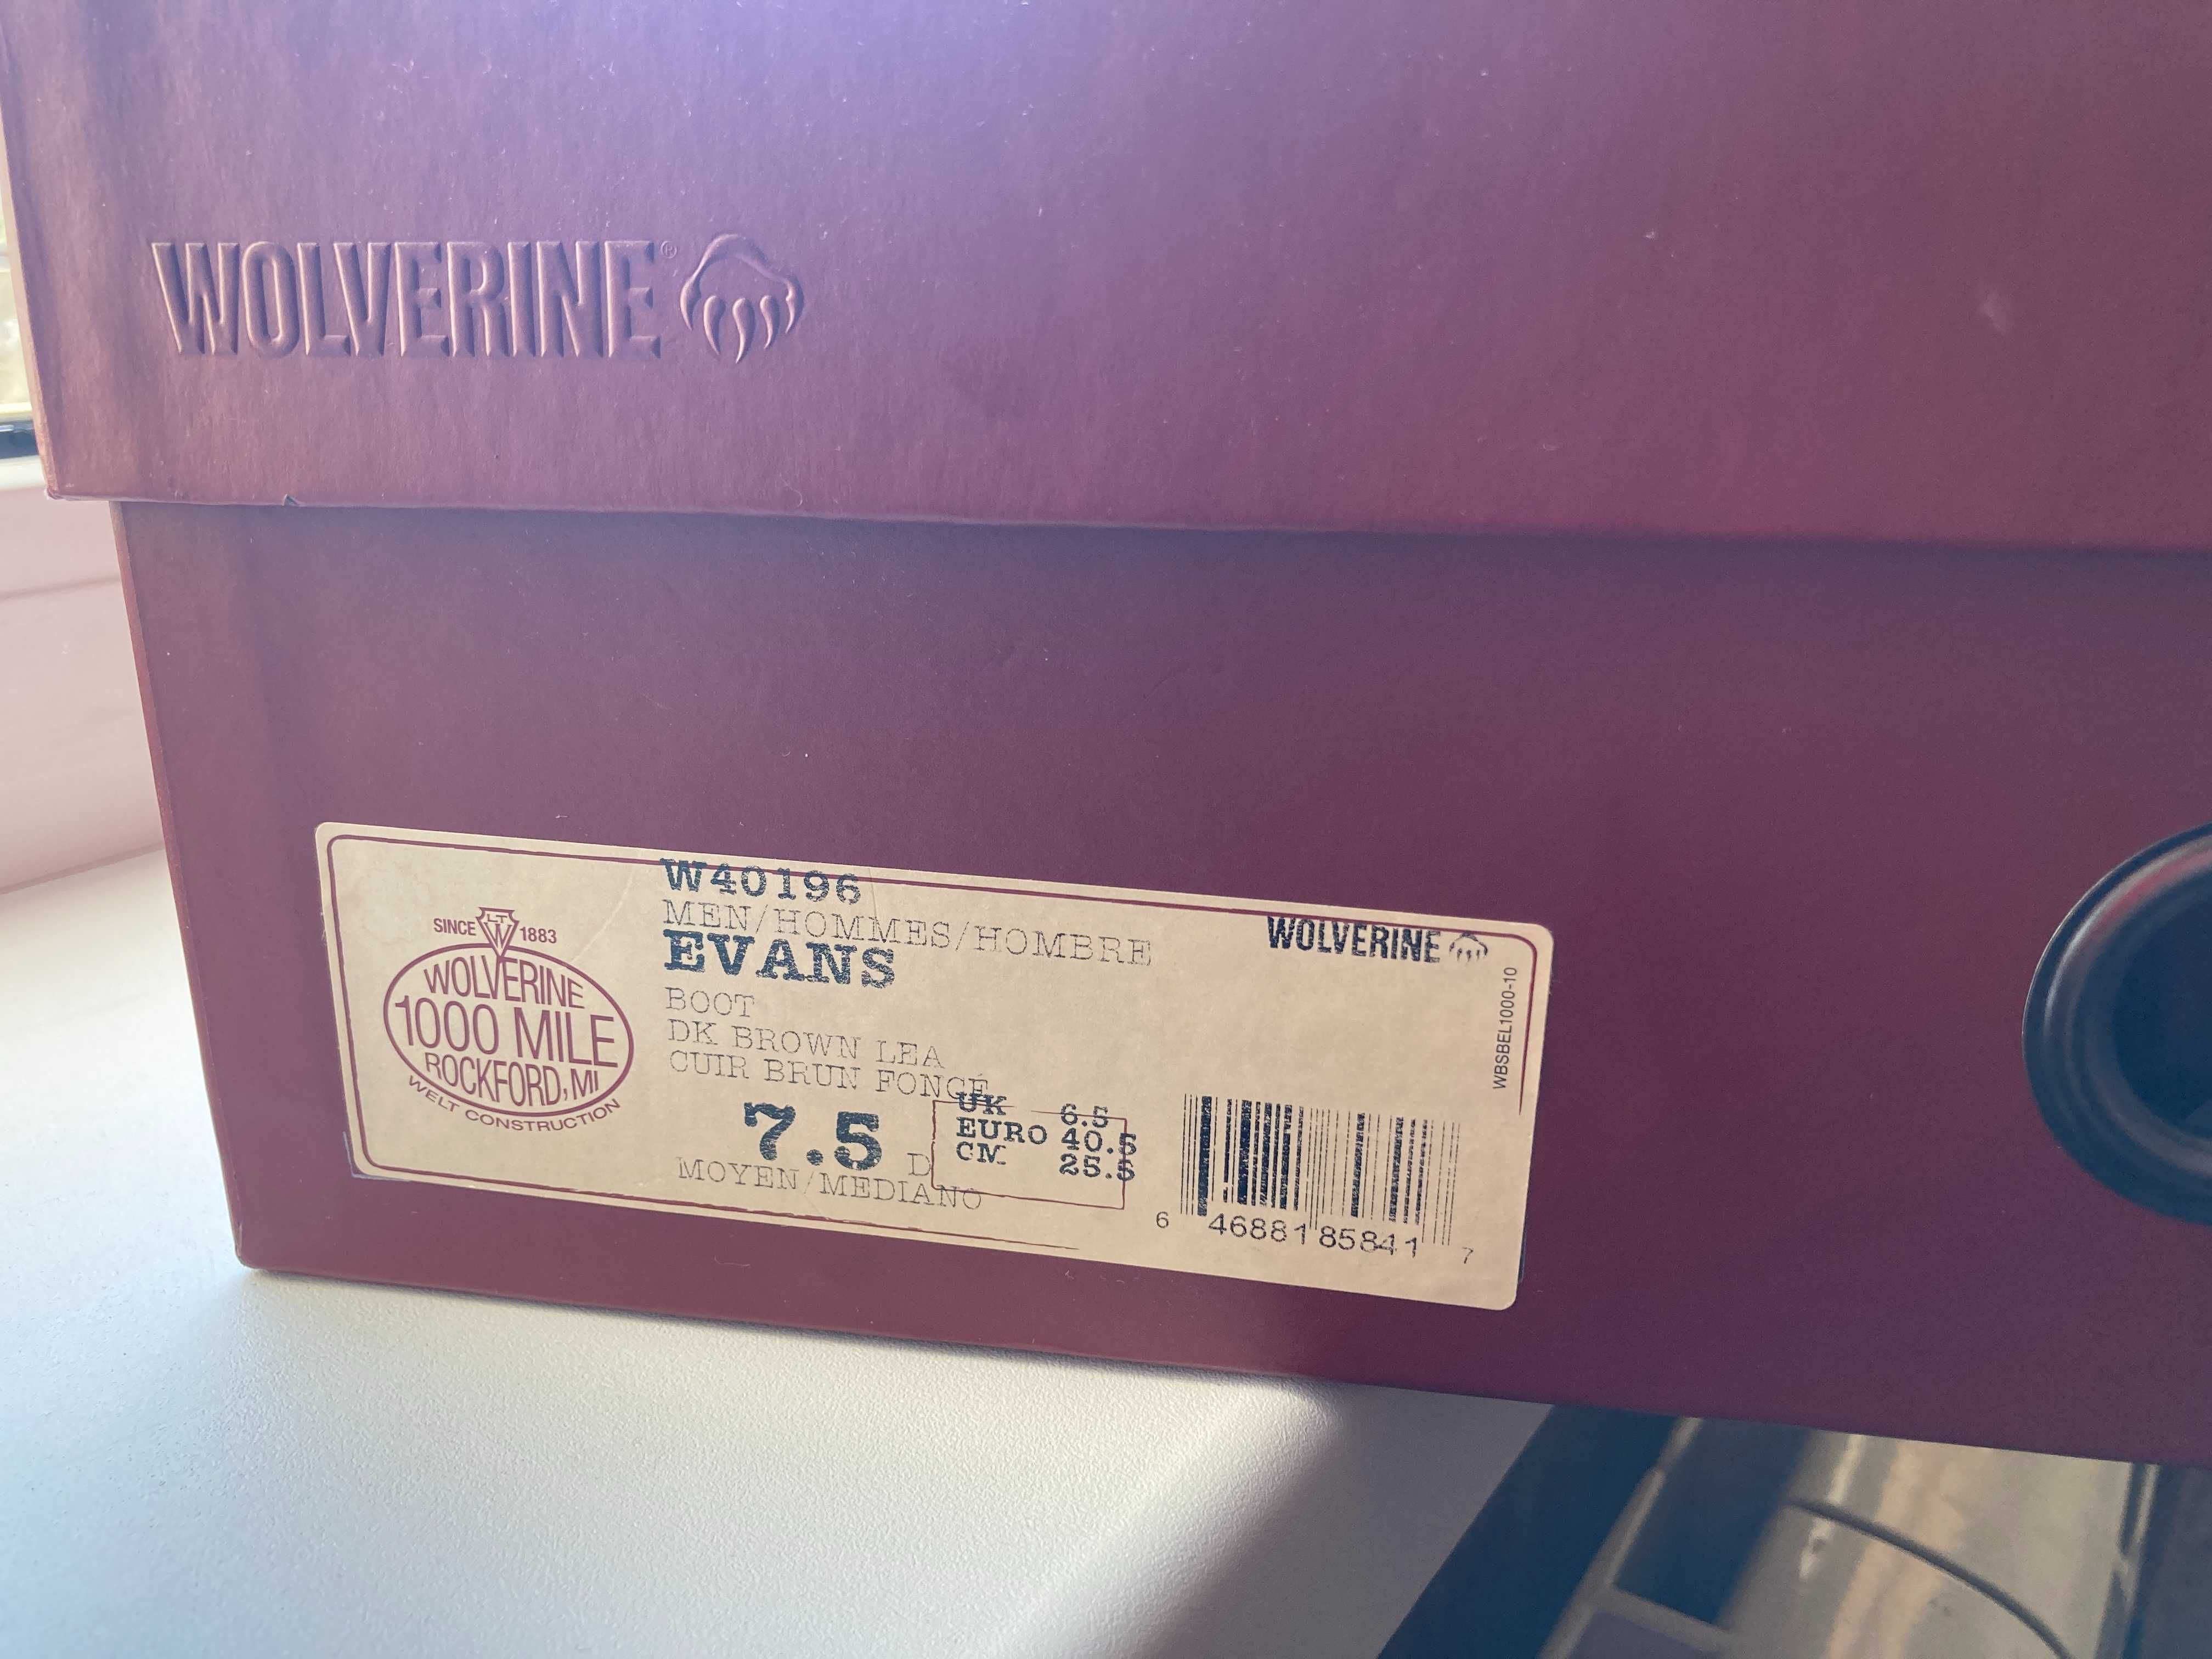 WOLVERINE®
W40196
MEN/HOMMES/HOMBRE
EVANS
BOOT
DK BROWN LEA
CUIR BRUN FONCÉ
7.5 D
MOYEN/MEDIANO
UK 6.5
EURO 40.5
CM 25.5
SINCE LTW 1883
WOLVERINE
1000 MILE
ROCKFORD, MI
WELT CONSTRUCTION
WOLVERINE
WBSBEL1000-10
6 46881 85841 7